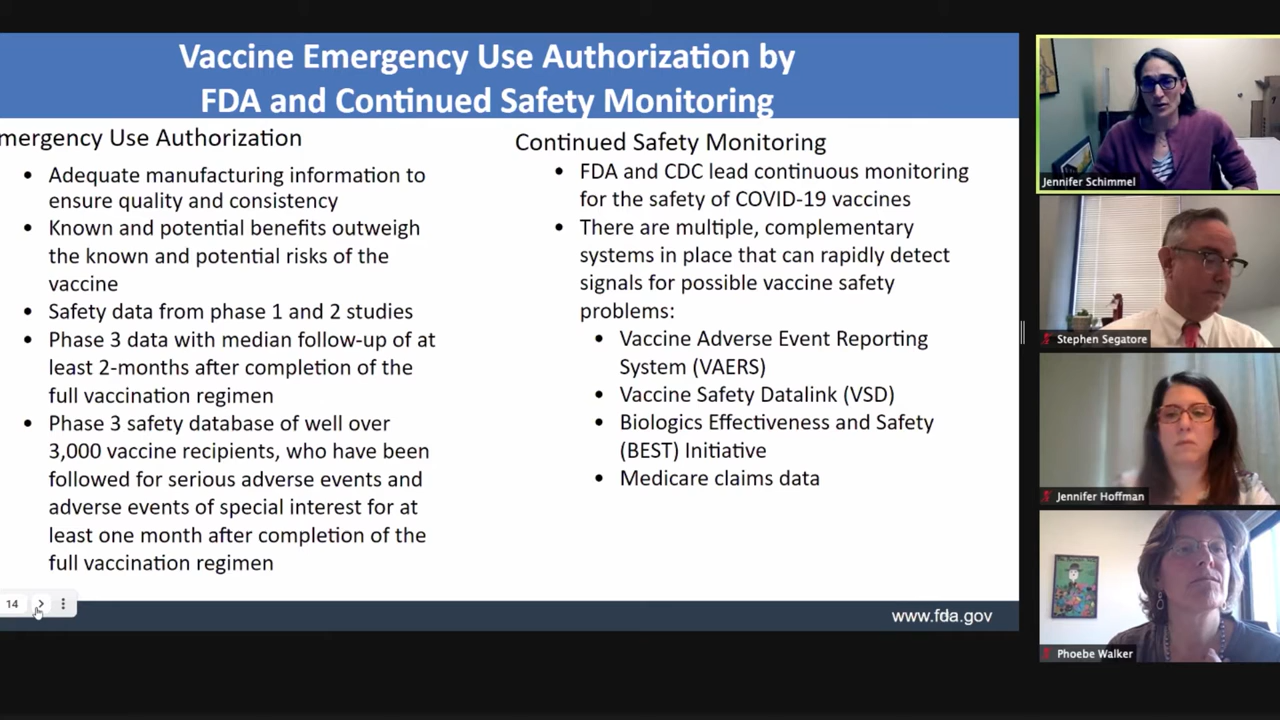 Vaccine Emergency Use Authorization by
FDA and Continued Safety Monitoring
mergency Use Authorization
• Adequate manufacturing information to
ensure quality and consistency
• Known and potential benefits outweigh
the known and potential risks of the
vaccine
• Safety data from phase 1 and 2 studies
• Phase 3 data with median follow-up of at
least 2-months after completion of the
full vaccination regimen
• Phase 3 safety database of well over
3,000 vaccine recipients, who have been
followed for serious adverse events and
adverse events of special interest for at
least one month after completion of the
full vaccination regimen
Continued Safety Monitoring
• FDA and CDC lead continuous monitoring
for the safety of COVID-19 vaccines
• There are multiple, complementary
systems in place that can rapidly detect
signals for possible vaccine safety
problems:
• Vaccine Adverse Event Reporting
System (VAERS)
• Vaccine Safety Datalink (VSD)
• Biologics Effectiveness and Safety
(BEST) Initiative
• Medicare claims data
14
www.fda.gov
Jennifer Schimmel
Stephen Segatore
Jennifer Hoffman
Phoebe Walker